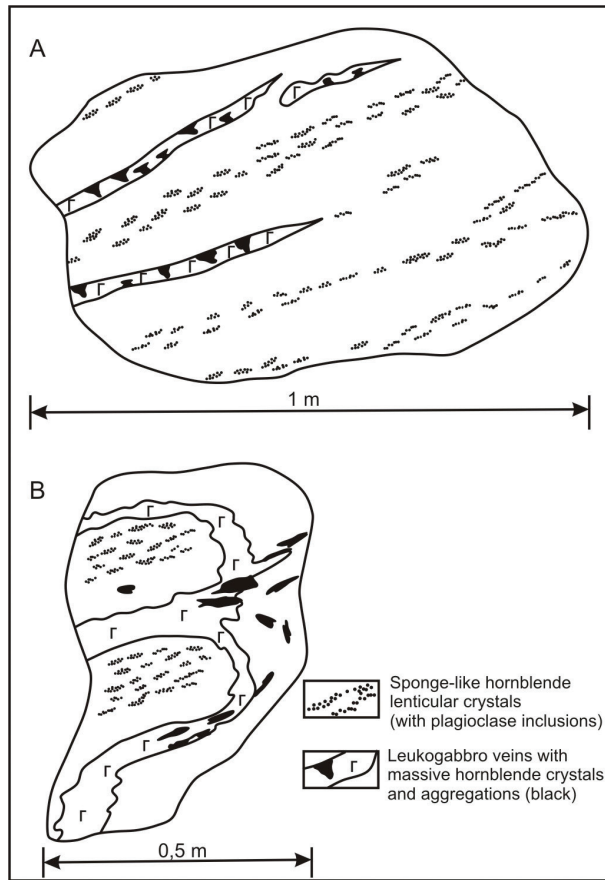 A
Г
Г Г
Г Г Г
Г
Г
Г
Г
Г
1 m
B
Г
Г
Г
Г Г
Г
Г
Г
Г
0,5 m
Sponge-like hornblende
lenticular crystals
(with plagioclase inclusions)
Г
Leukogabbro veins with
massive hornblende crystals
and aggregations (black)